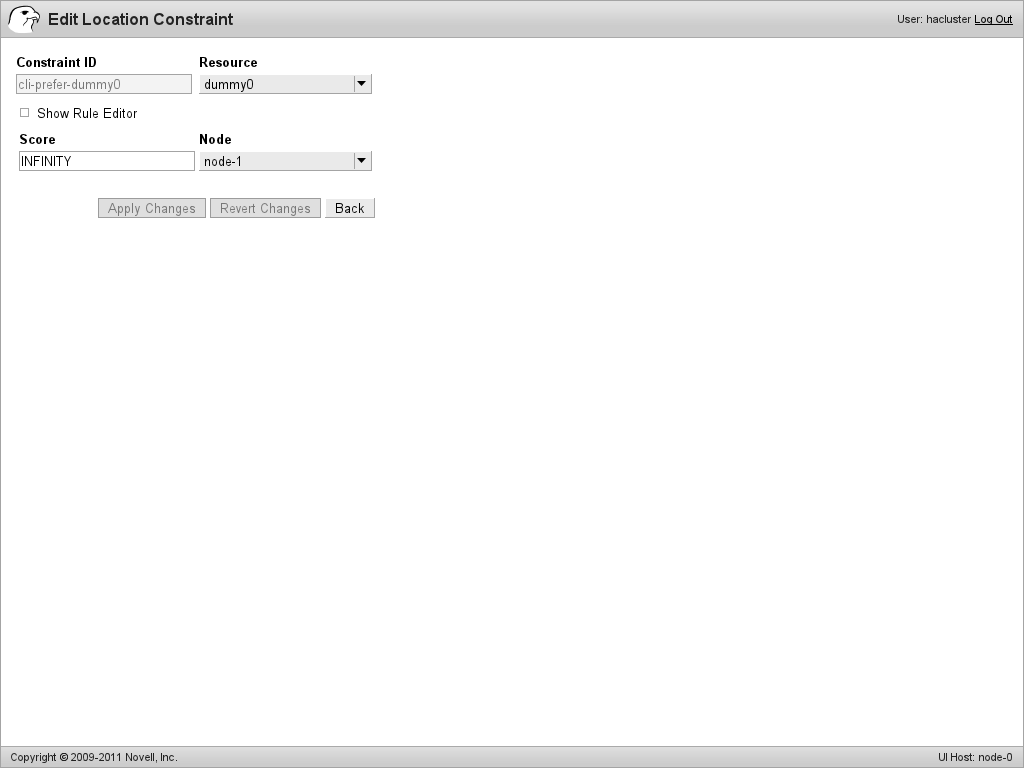 Edit Location Constraint
User: hacluster Log Out
Constraint ID Resource
cli-prefer-dummy0 dummy0
Show Rule Editor
Score Node
INFINITY node-1
Apply Changes Revert Changes Back
Copyright © 2009-2011 Novell, Inc. UI Host: node-0